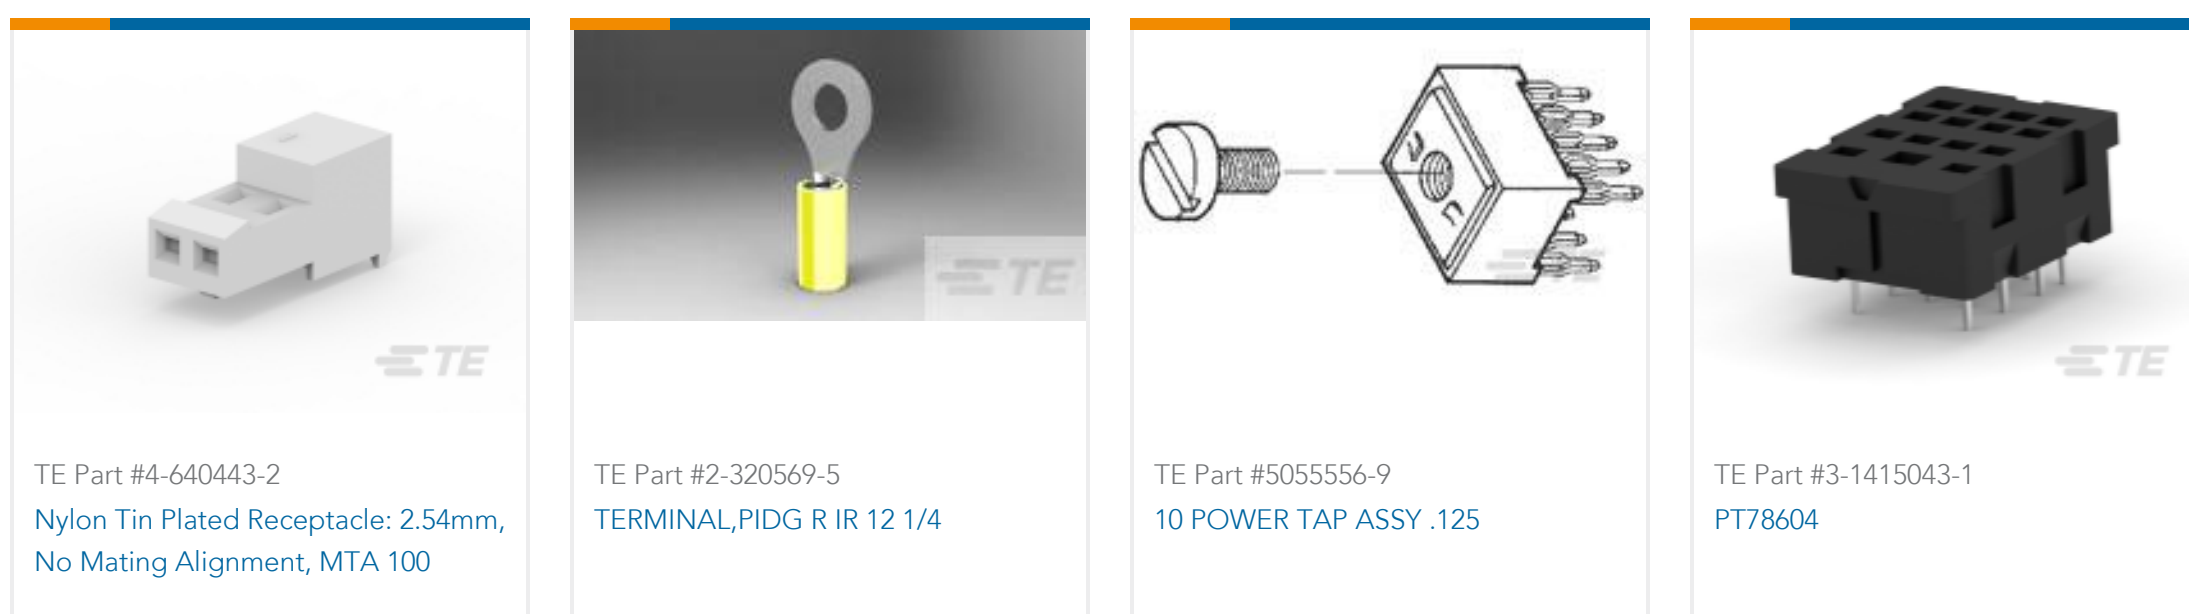 TE
TE
TE
TE
TE Part #4-640443-2
Nylon Tin Plated Receptacle: 2.54mm,
No Mating Alignment, MTA 100
TE Part #2-320569-5
TERMINAL,PIDG R IR 12 1/4
TE Part #5055556-9
10 POWER TAP ASSY .125
TE Part #3-1415043-1
PT78604